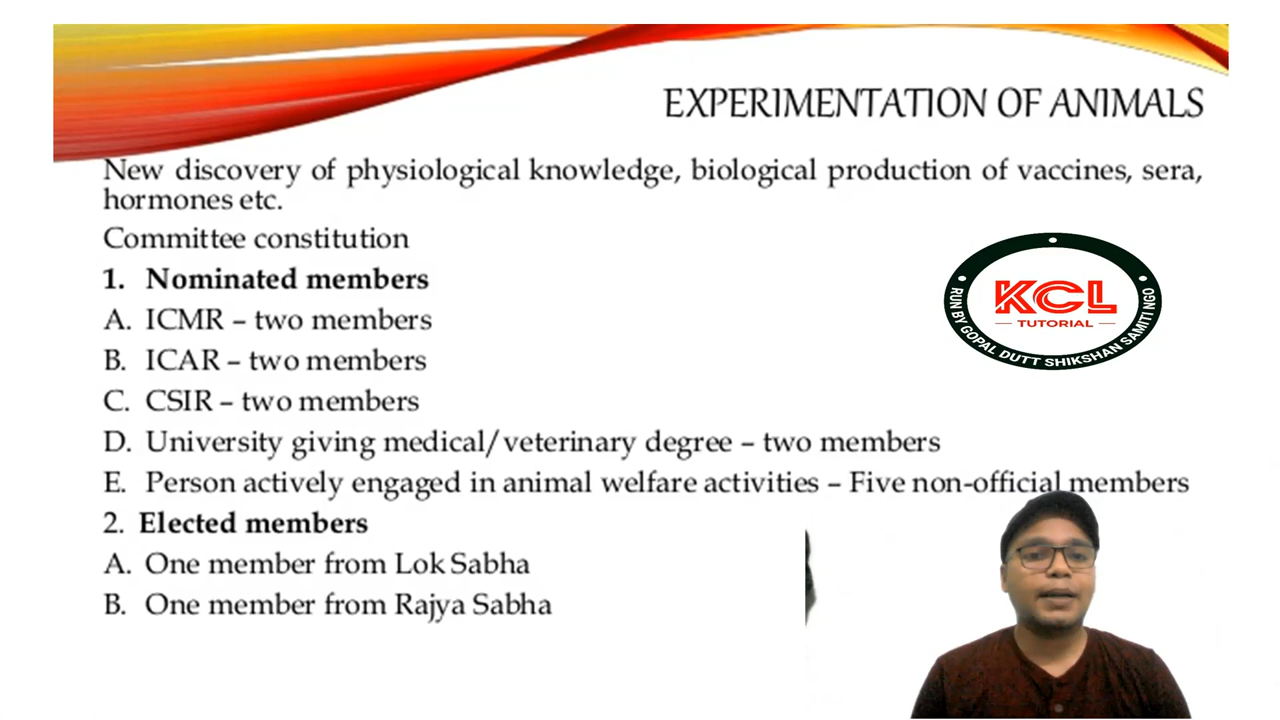 EXPERIMENTATION OF ANIMALS
New discovery of physiological knowledge, biological production of vaccines, sera,
hormones etc.
Committee constitution
1. Nominated members
A. ICMR – two members
B. ICAR – two members
C. CSIR – two members
D. University giving medical/veterinary degree – two members
E. Person actively engaged in animal welfare activities – Five non-official members
2. Elected members
A. One member from Lok Sabha
B. One member from Rajya Sabha
KCL
TUTORIAL
RUN BY GOPAL DUTT SHIKSHAN SAMITI NGO